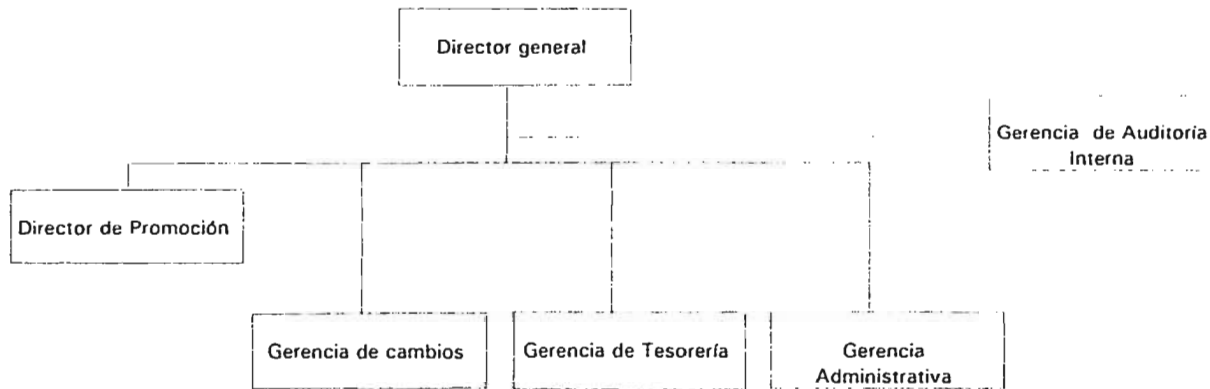 Director general
Gerencia de Auditoría
Interna
Director de Promoción
Gerencia de cambios
Gerencia de Tesorería
Gerencia
Administrativa